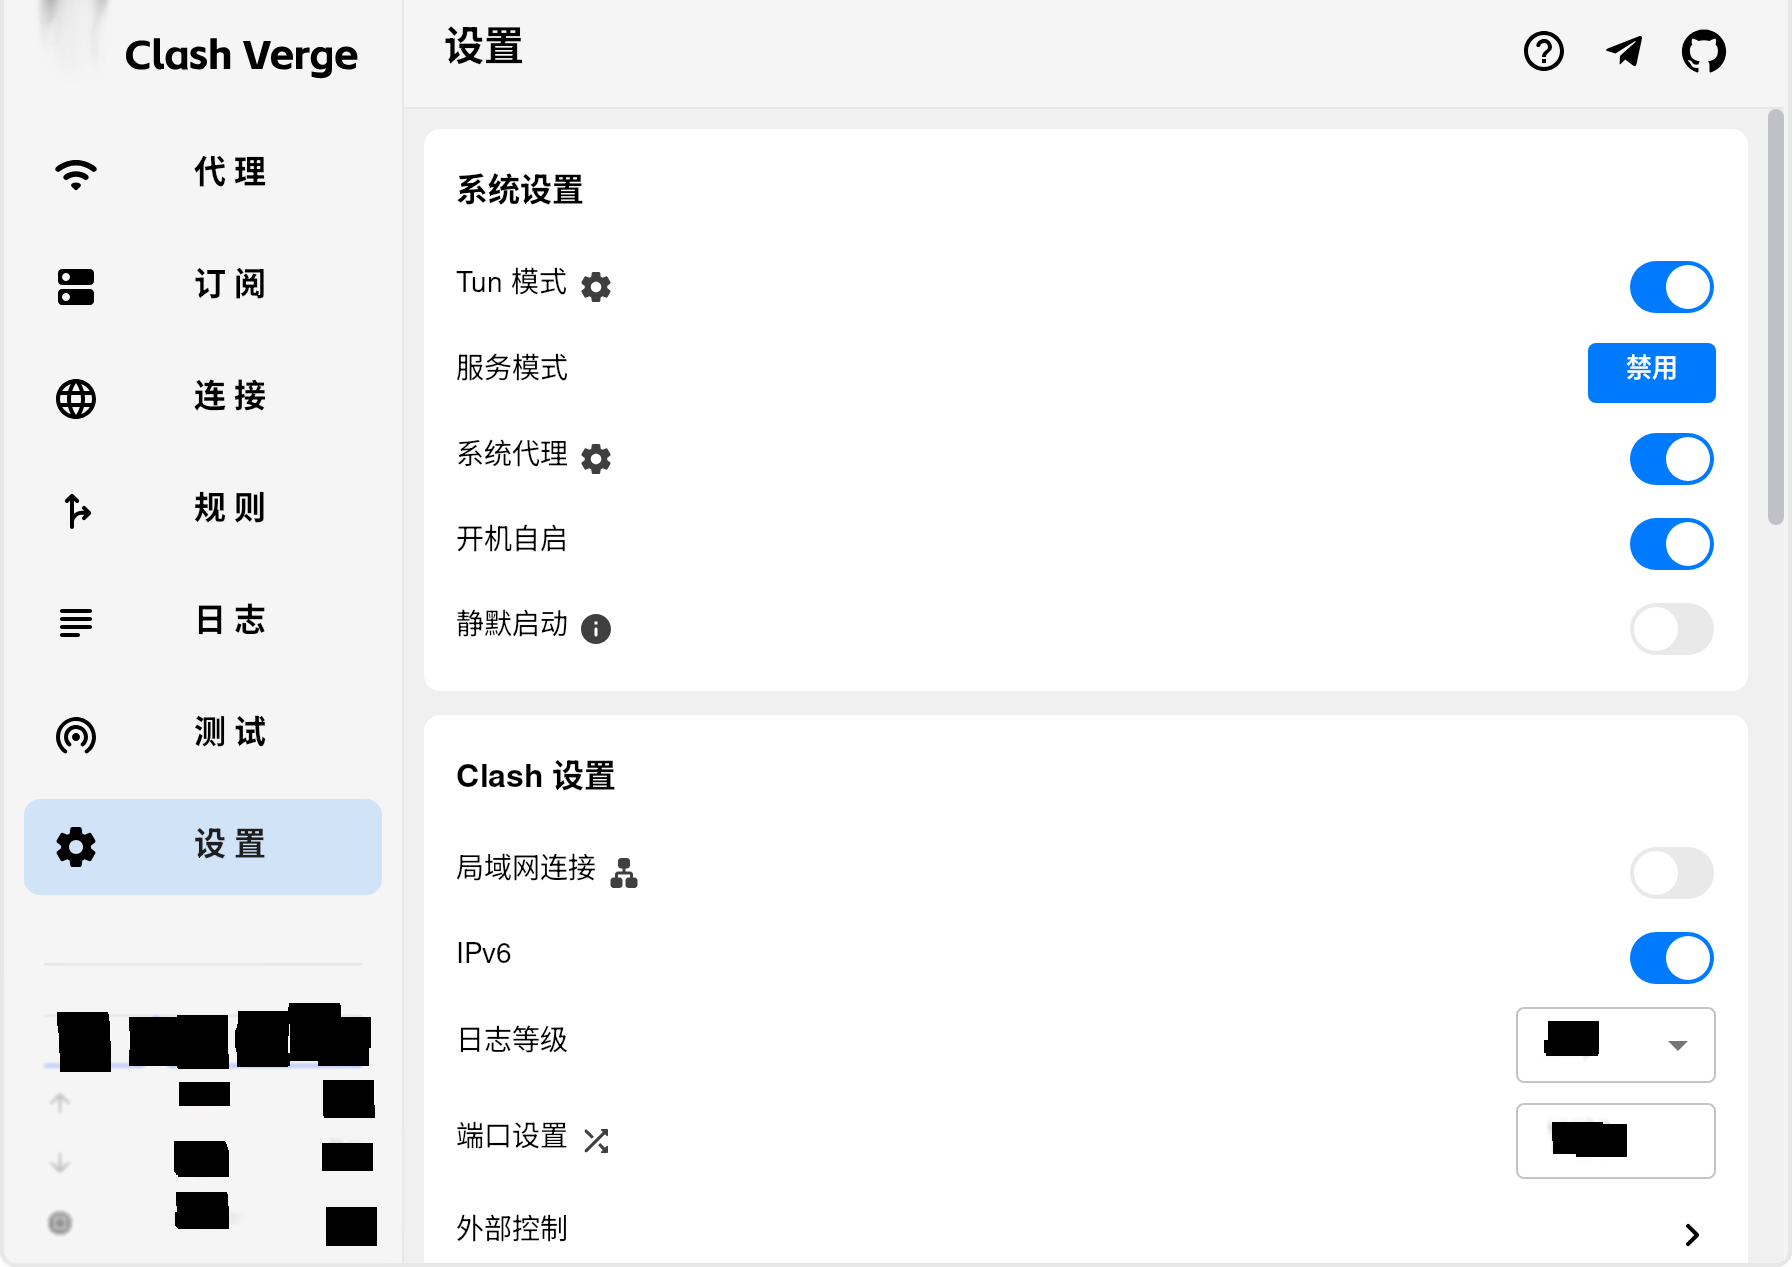 Clash Verge
代 理
订 阅
连 接
规 则
日 志
测 试
设 置
设置
系统设置
Tun 模式
服务模式
禁用
系统代理
开机自启
静默启动
Clash 设置
局域网连接
IPv6
日志等级
端口设置
外部控制